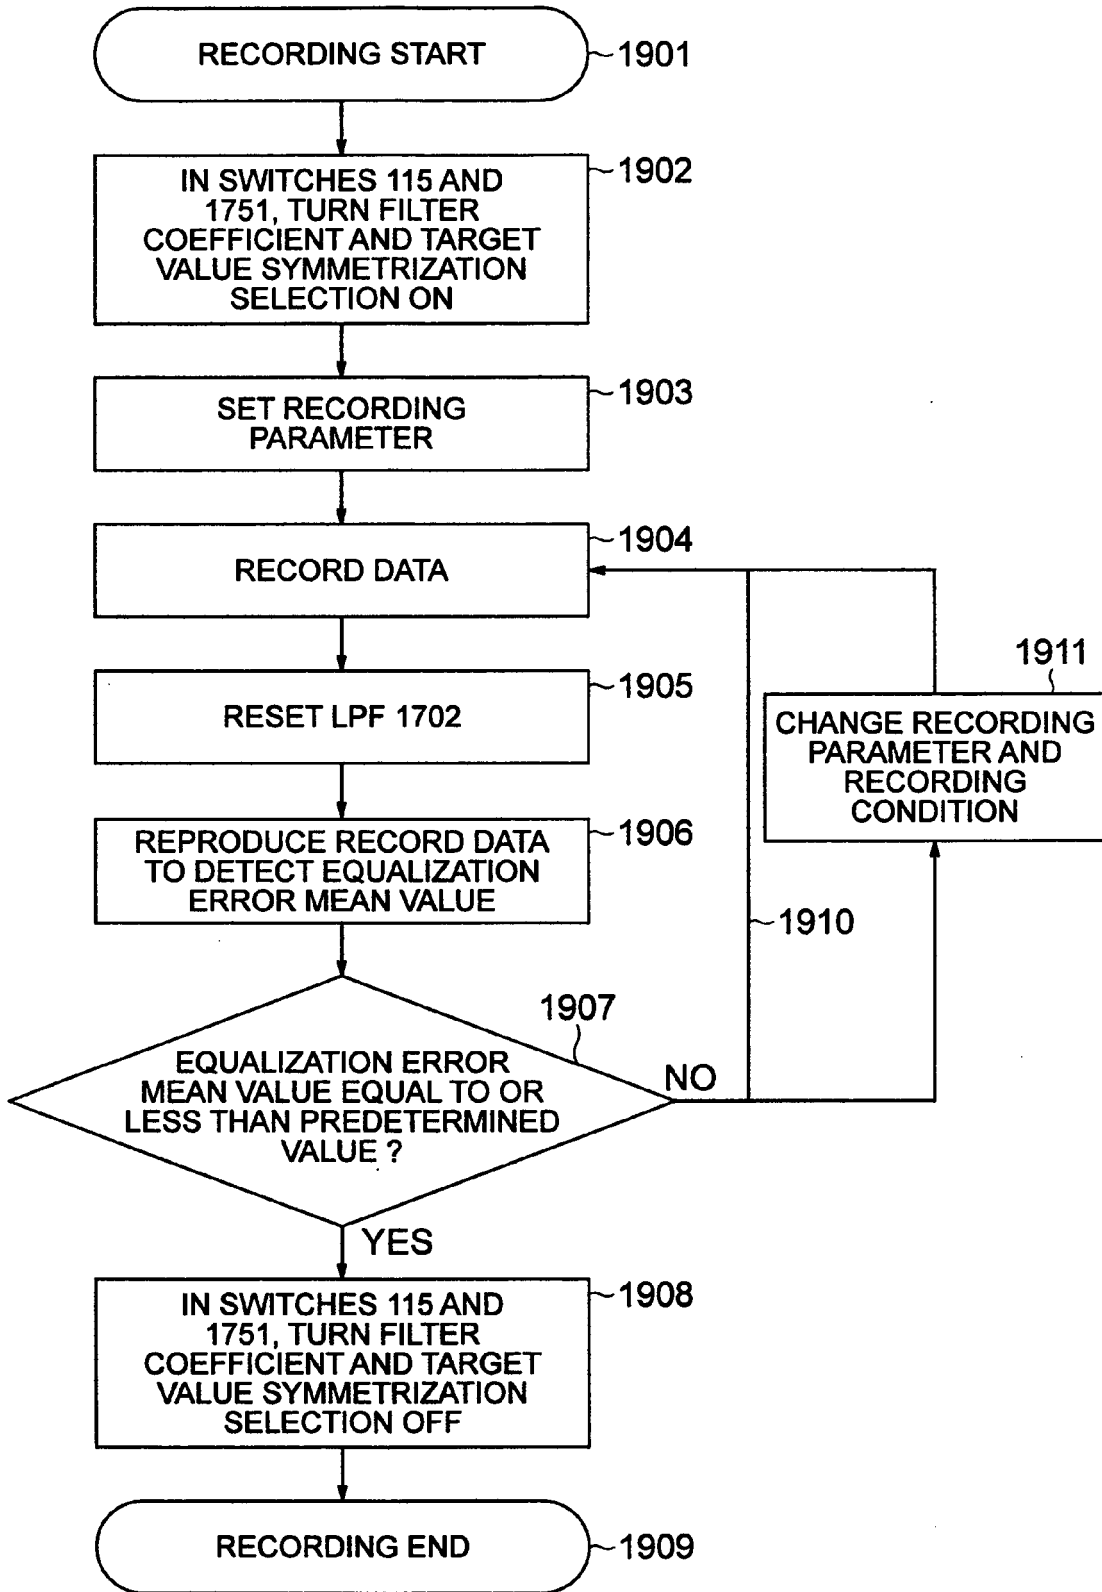 RECORDING START
1901
IN SWITCHES 115 AND
1751, TURN FILTER
COEFFICIENT AND TARGET
VALUE SYMMETRIZATION
SELECTION ON
1902
SET RECORDING
PARAMETER
1903
RECORD DATA
1904
RESET LPF 1702
1905
1911
CHANGE RECORDING
PARAMETER AND
RECORDING
CONDITION
REPRODUCE RECORD DATA
TO DETECT EQUALIZATION
ERROR MEAN VALUE
1906
1910
1907
EQUALIZATION ERROR
MEAN VALUE EQUAL TO OR
LESS THAN PREDETERMINED
VALUE ?
NO
YES
IN SWITCHES 115 AND
1751, TURN FILTER
COEFFICIENT AND TARGET
VALUE SYMMETRIZATION
SELECTION OFF
1908
RECORDING END
1909